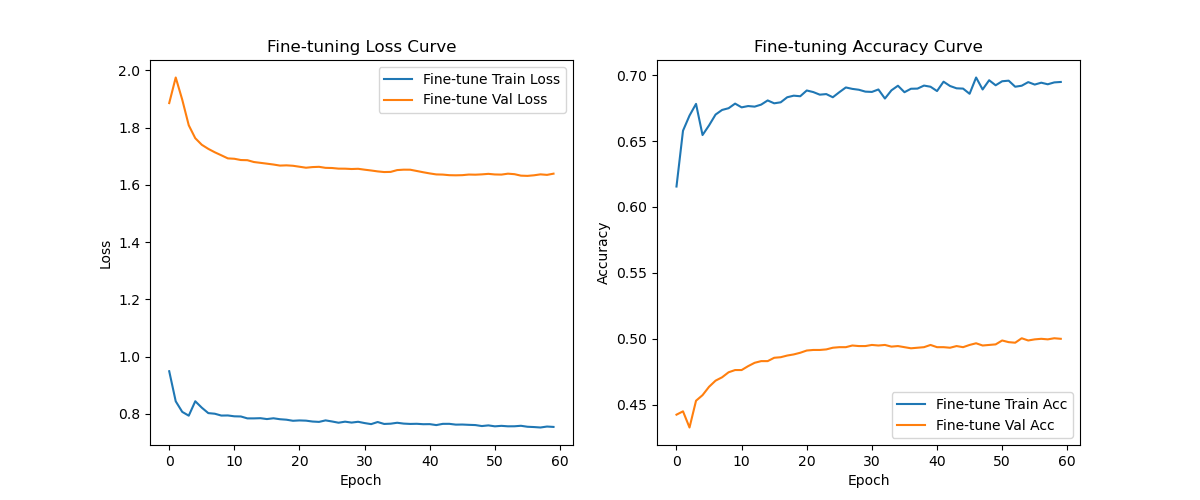 Fine-tuning Loss Curve
2.0
1.8
1.6
1.4
1.2
1.0
0.8
Loss
0 10 20 30 40 50 60
Epoch
Fine-tune Train Loss
Fine-tune Val Loss
Fine-tuning Accuracy Curve
0.70
0.65
0.60
0.55
0.50
0.45
Accuracy
0 10 20 30 40 50 60
Epoch
Fine-tune Train Acc
Fine-tune Val Acc